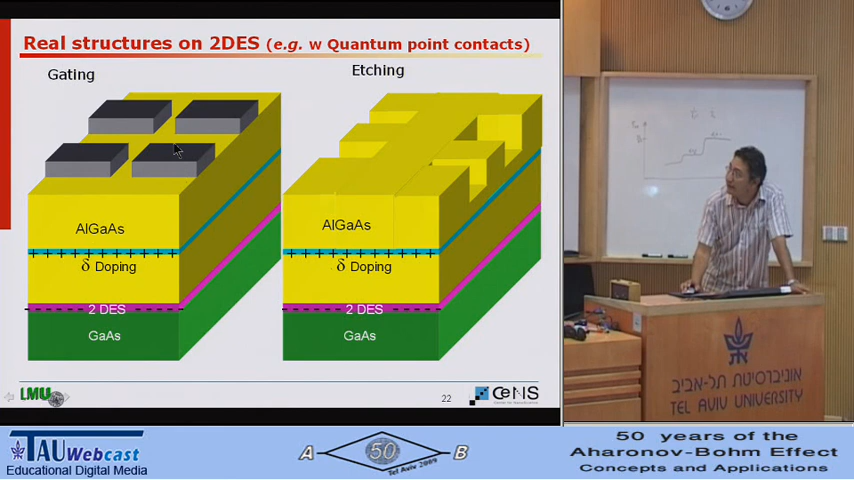 Real structures on 2DES (e.g. w Quantum point contacts)
Gating
Etching
AlGaAs
AlGaAs
δ Doping
δ Doping
2 DES
2 DES
GaAs
GaAs
LMU
22
CeNS
אוניברסיטת תל-אביב
TEL AVIV UNIVERSITY
TAU Webcast
Educational Digital Media
A
50
B
Tel Aviv 2009
50 years of the
Aharonov-Bohm Effect
Concepts and Applications